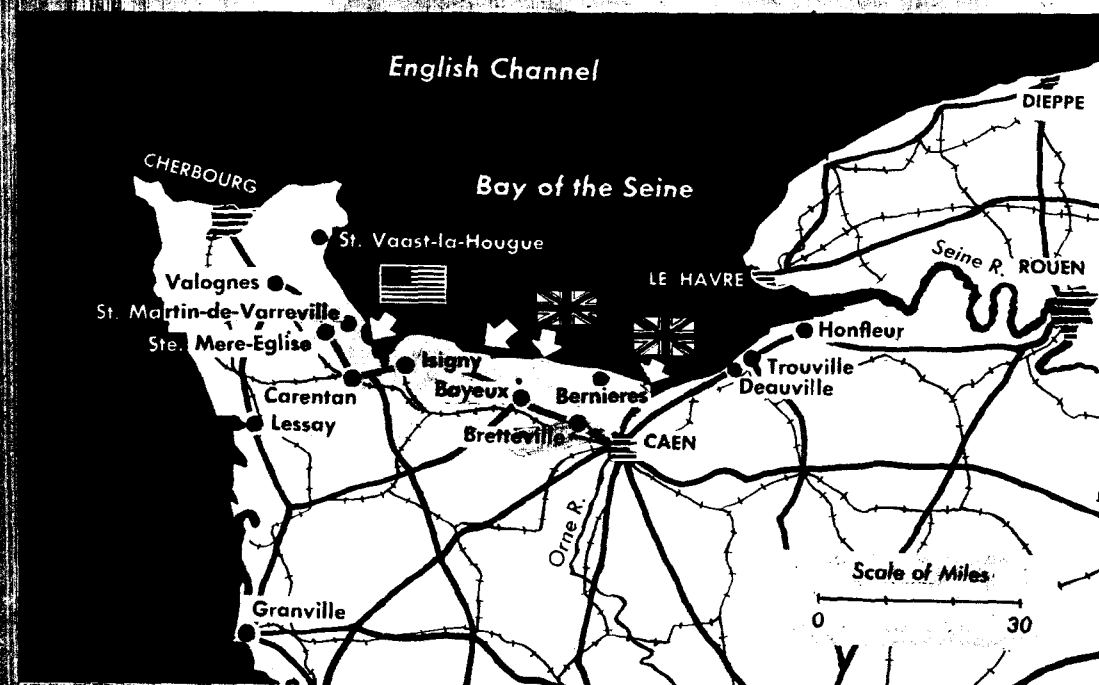 English Channel
DIEPPE
CHERBOURG
Bay of the Seine
St. Vaast-la-Hougue
Seine R.
ROUEN
LE HAVRE
Valognes
St. Martin-de-Varreville
Honfleur
Ste. Mere-Eglise
Isigny
Trouville
Deauville
Carentan
Bayeux
Bernieres
Lessay
Bretteville
CAEN
Orne R.
Scale of Miles
0 30
Granville